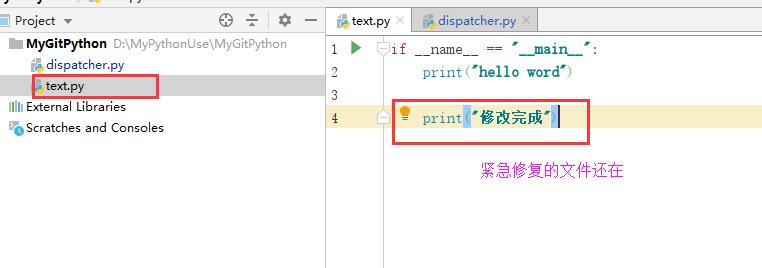 Project
MyGitPython D:\MyPythonUse\MyGitPython
dispatcher.py
text.py
External Libraries
Scratches and Consoles
text.py × dispatcher.py ×
1 if __name__ == "__main__":
2 print("hello word")
3
4 print("修改完成")
紧急修复的文件还在